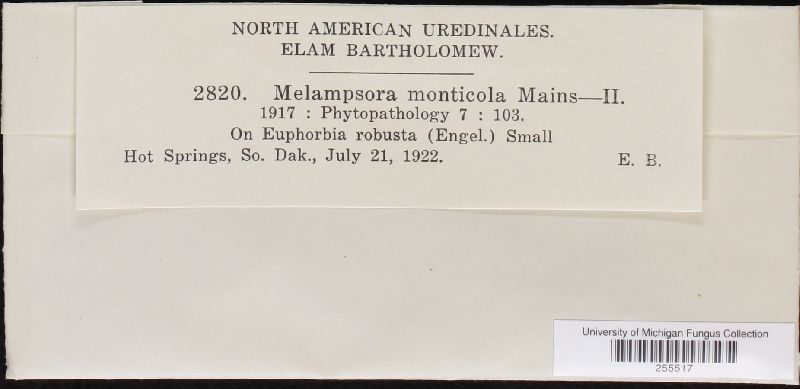 NORTH AMERICAN UREDINALES.
ELAM BARTHOLOMEW.
2820. Melampsora monticola Mains—II.
1917 : Phytopathology 7 : 103.
On Euphorbia robusta (Engel.) Small
Hot Springs, So. Dak., July 21, 1922. E. B.
University of Michigan Fungus Collection
255517